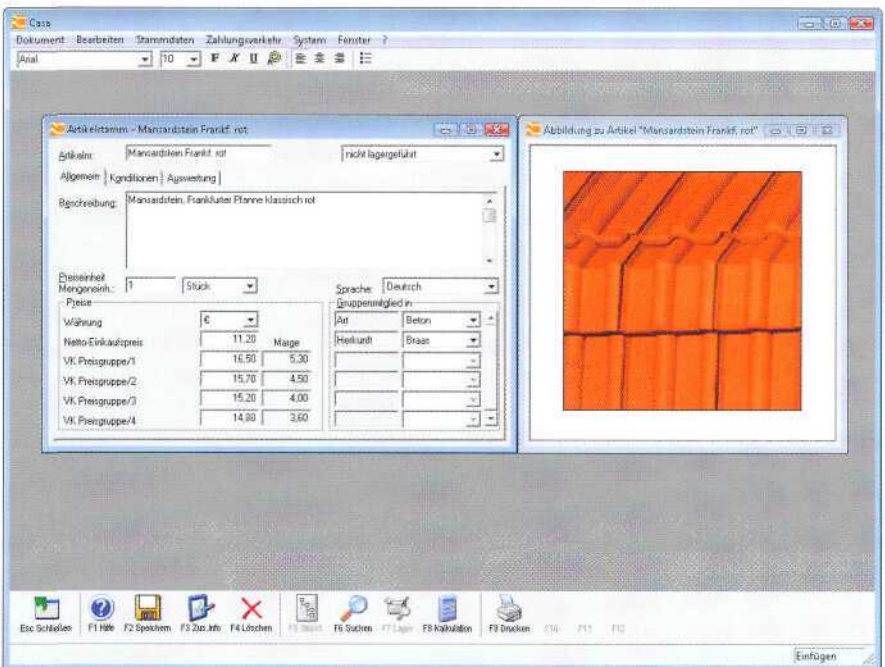 Casa
Dokument Bearbeiten Stammdaten Zahlungsverkehr System Fenster ?
Arial 10 F K U
Artikelstamm - Mansardstein Frankf. rot
Artikelnr. Mansardstein Frankf. rot nicht lagergeführt
Allgemein Konditionen Auswertung
Beschreibung: Mansardstein, Frankfurter Pfanne klassisch rot
Preiseinheit
Mengeneinh.: 1 Stück Sprache: Deutsch
Preise Gruppenmitglied in
Währung € Art Beton
Netto-Einkaufspreis 11,20 Marge Herkunft Braas
VK Preisgruppe/1 16,50 5,30
VK Preisgruppe/2 15,70 4,50
VK Preisgruppe/3 15,20 4,00
VK Preisgruppe/4 14,80 3,60
Abbildung zu Artikel "Mansardstein Frankf. rot"
Esc Schließen F1 Hilfe F2 Speichern F3 Zus.Info F4 Löschen F6 Suchen F7 Lager F8 Kalkulation F9 Drucken F10 F11 F12
Einfügen